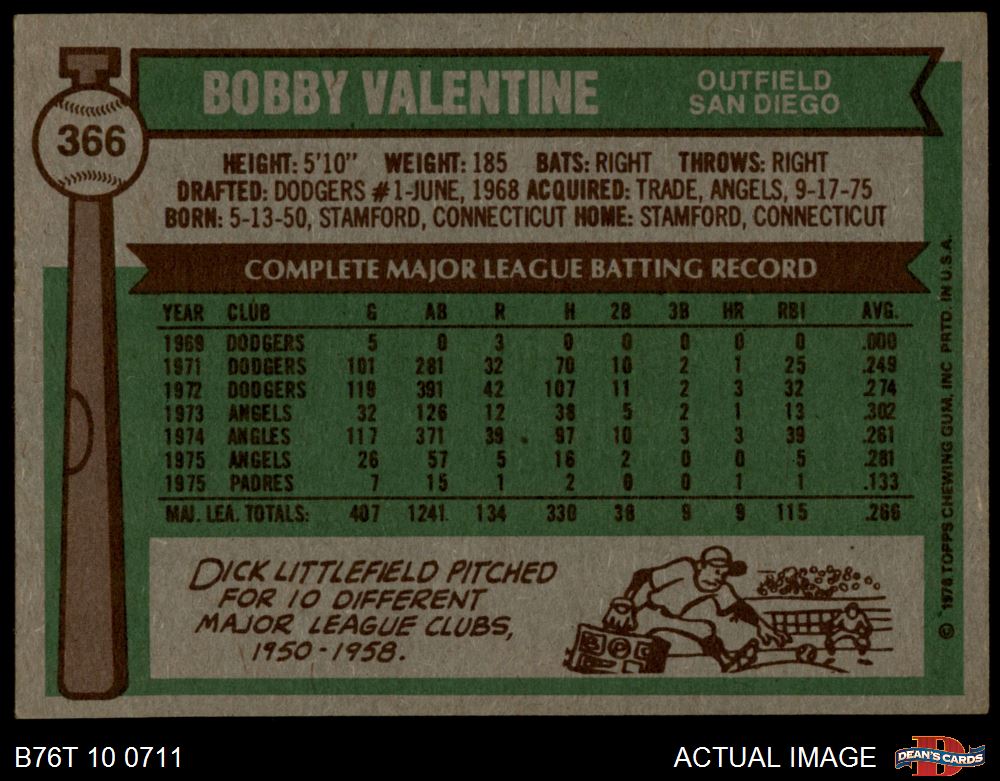 BOBBY VALENTINE
OUTFIELD
SAN DIEGO
366
HEIGHT: 5'10" WEIGHT: 185 BATS: RIGHT THROWS: RIGHT
DRAFTED: DODGERS #1-JUNE, 1968 ACQUIRED: TRADE, ANGELS, 9-17-75
BORN: 5-13-50, STAMFORD, CONNECTICUT HOME: STAMFORD, CONNECTICUT
COMPLETE MAJOR LEAGUE BATTING RECORD
YEAR CLUB G AB R H 2B 3B HR RBI AVG.
1969 DODGERS 5 0 3 0 0 0 0 0 .000
1971 DODGERS 101 281 32 70 10 2 1 25 .249
1972 DODGERS 119 391 42 107 11 2 3 32 .274
1973 ANGELS 32 126 12 38 5 2 1 13 .302
1974 ANGLES 117 371 39 97 10 3 3 39 .261
1975 ANGELS 26 57 5 16 2 0 0 5 .281
1975 PADRES 7 15 1 2 0 0 1 1 .133
MAJ. LEA. TOTALS: 407 1241 134 330 38 9 9 115 .266
DICK LITTLEFIELD PITCHED
FOR 10 DIFFERENT
MAJOR LEAGUE CLUBS,
1950-1958.
© 1976 TOPPS CHEWING GUM, INC PRTD. IN U.S.A.
B76T 10 0711
ACTUAL IMAGE
D
DEAN'S CARDS